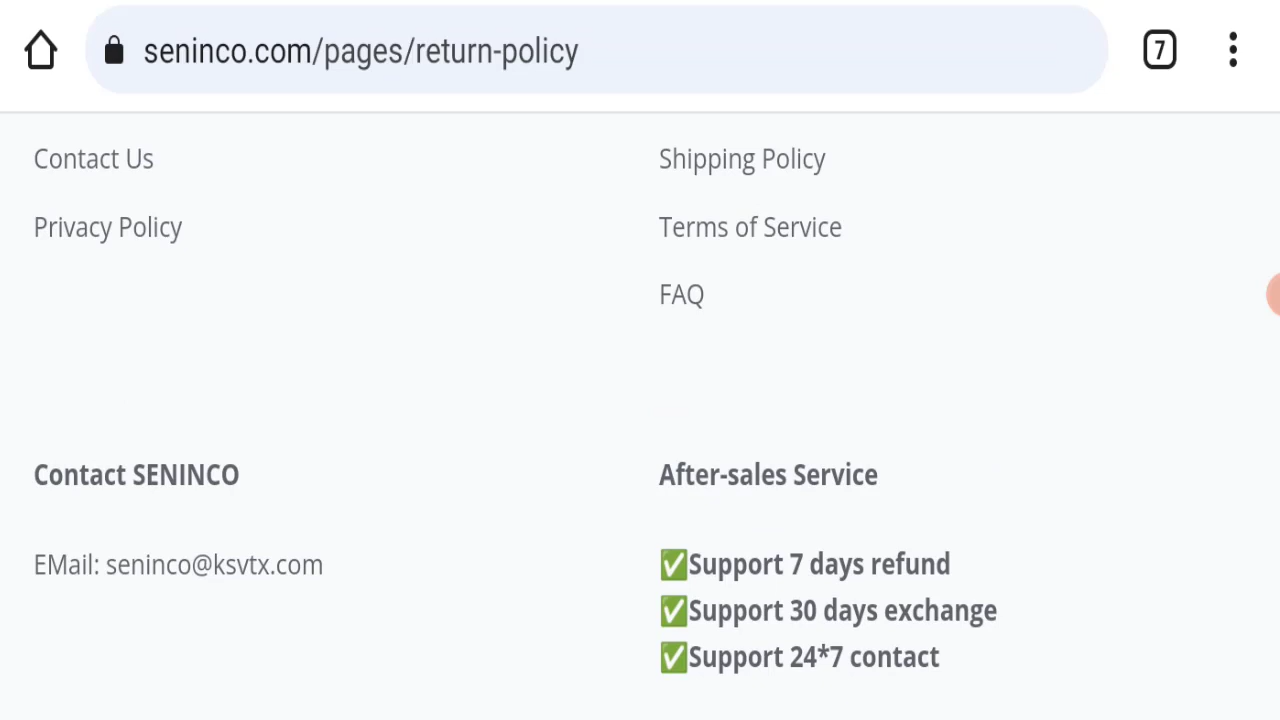 seninco.com/pages/return-policy
7
Contact Us
Shipping Policy
Privacy Policy
Terms of Service
FAQ
Contact SENINCO
After-sales Service
EMail: seninco@ksvtx.com
✅Support 7 days refund
✅Support 30 days exchange
✅Support 24*7 contact